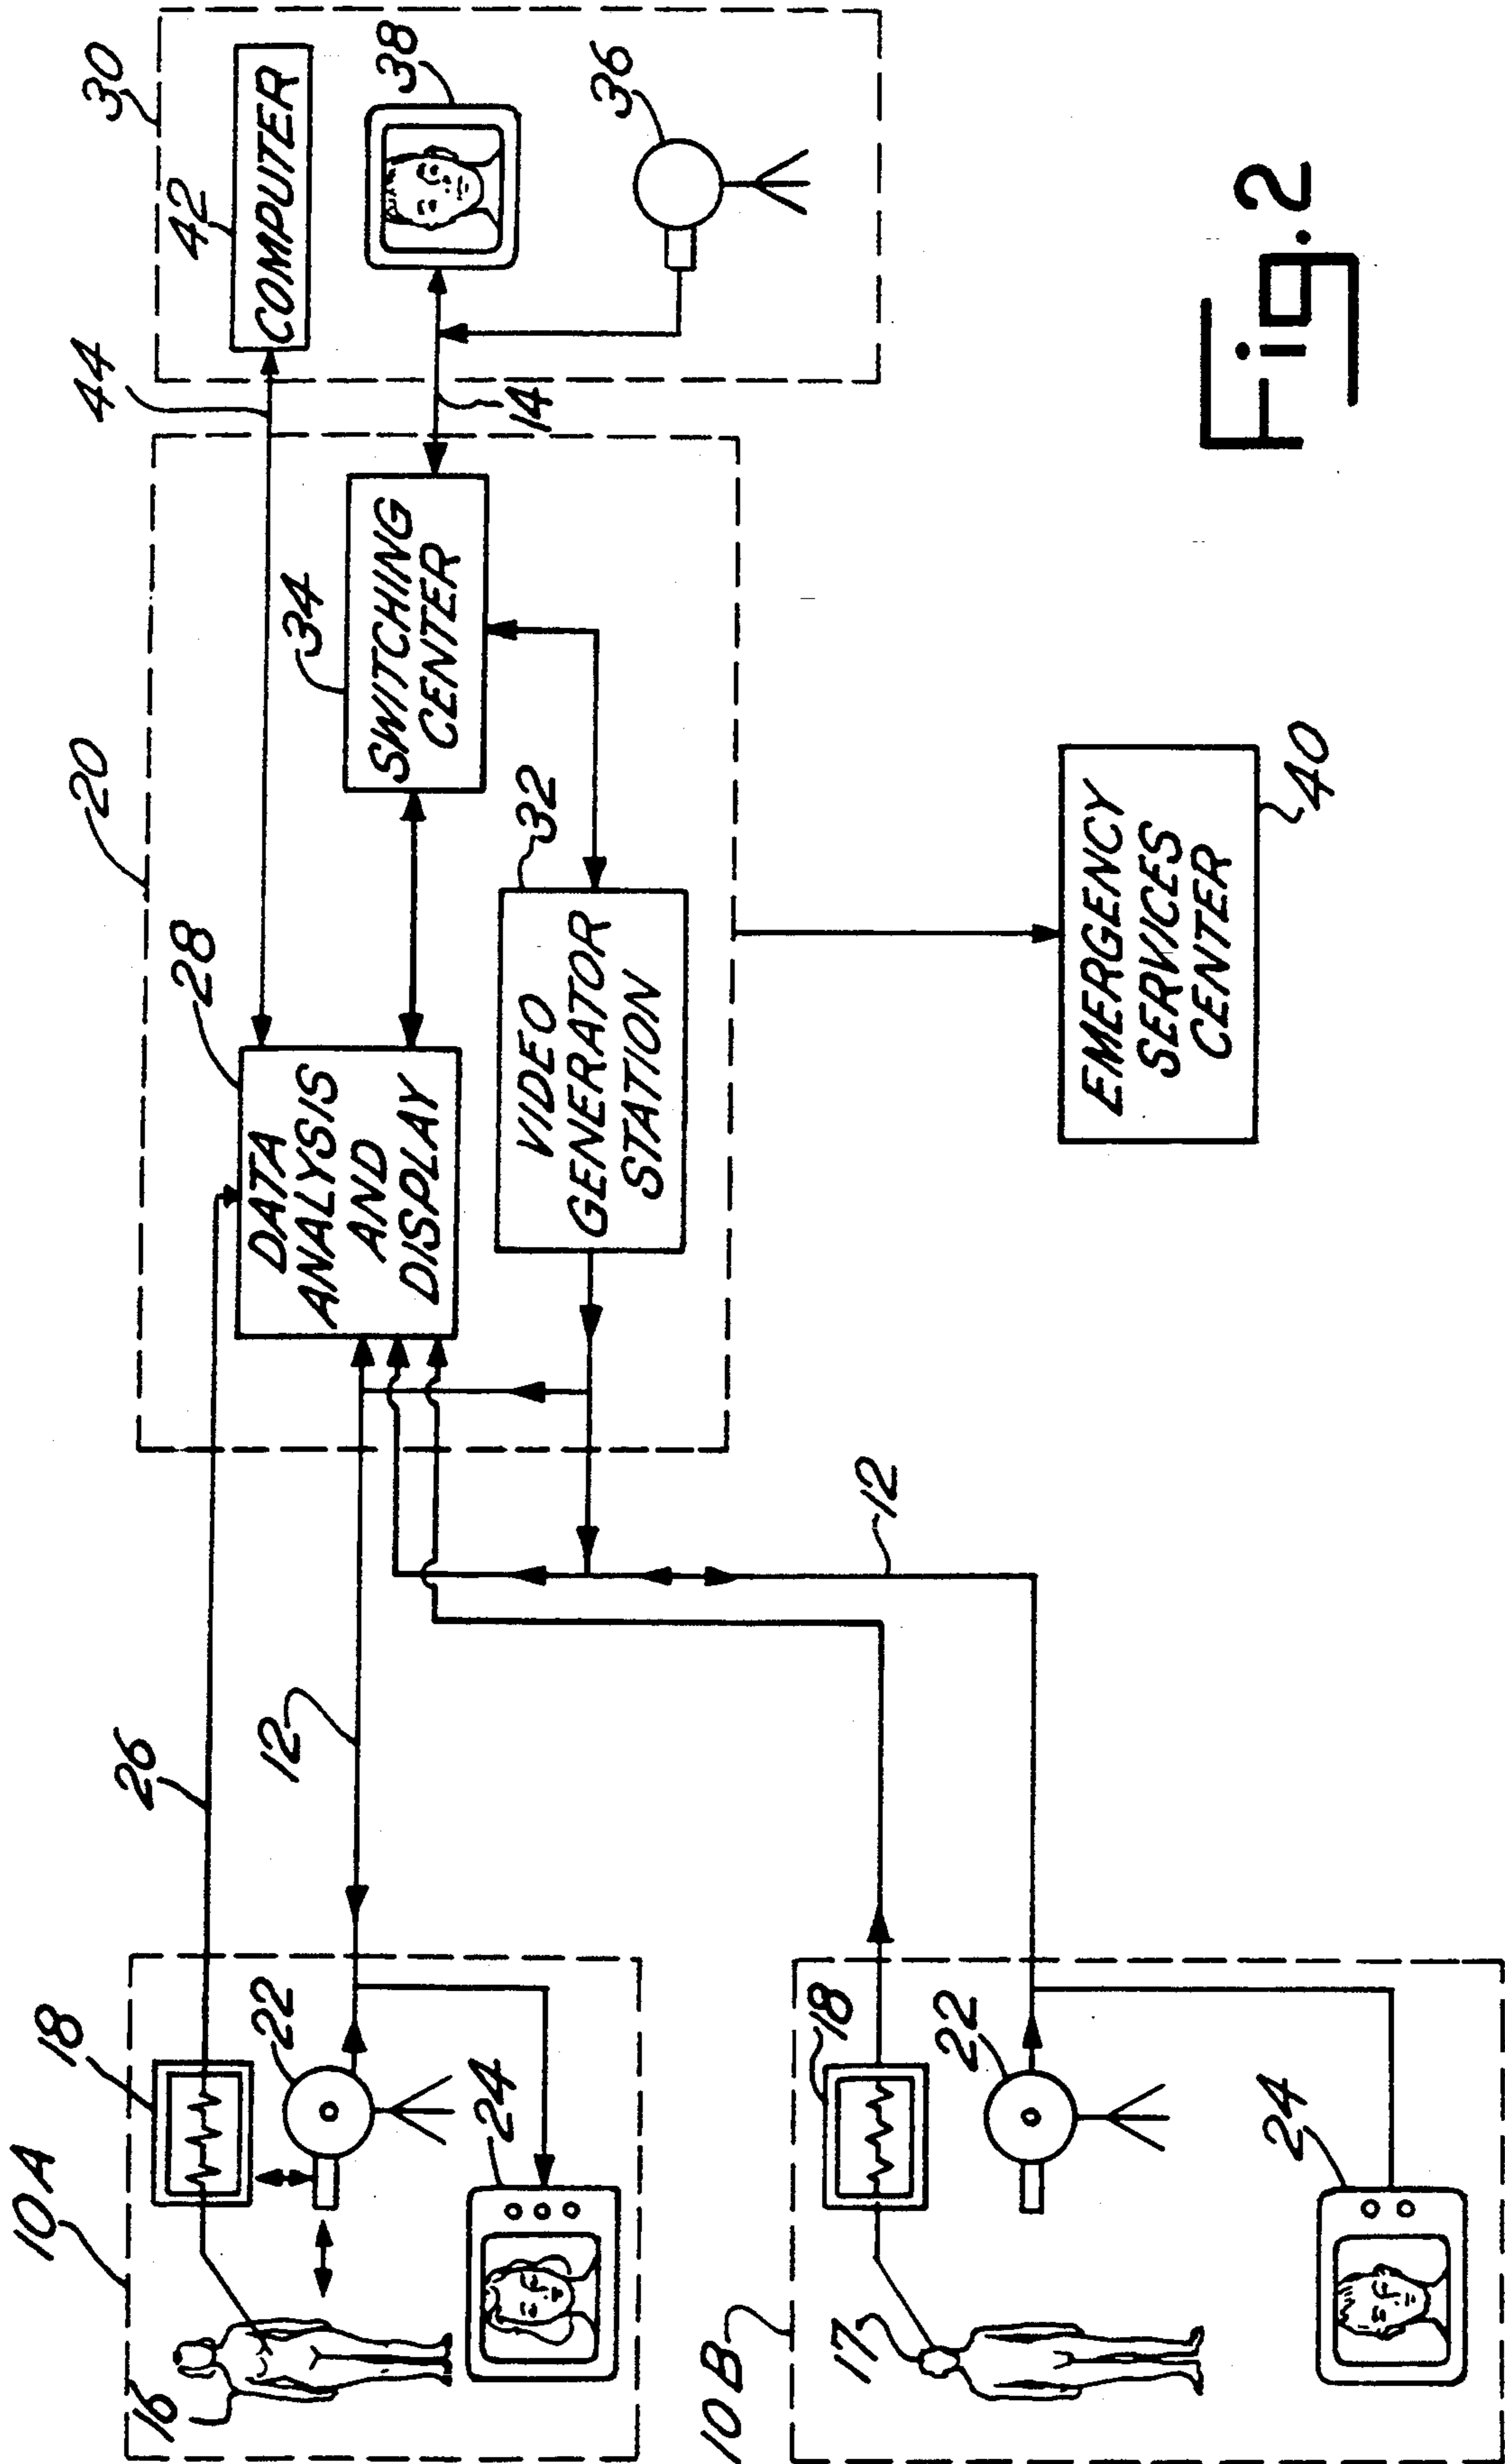 10A
18
16
22
24
26
12
20
28
DATA
ANALYSIS
AND
DISPLAY
34
SWITCHING
CENTER
32
VIDEO
GENERATOR
STATION
44
14
30
42
COMPUTER
38
36
10B
17
18
22
24
12
EMERGENCY
SERVICES
CENTER
40
Fig.2